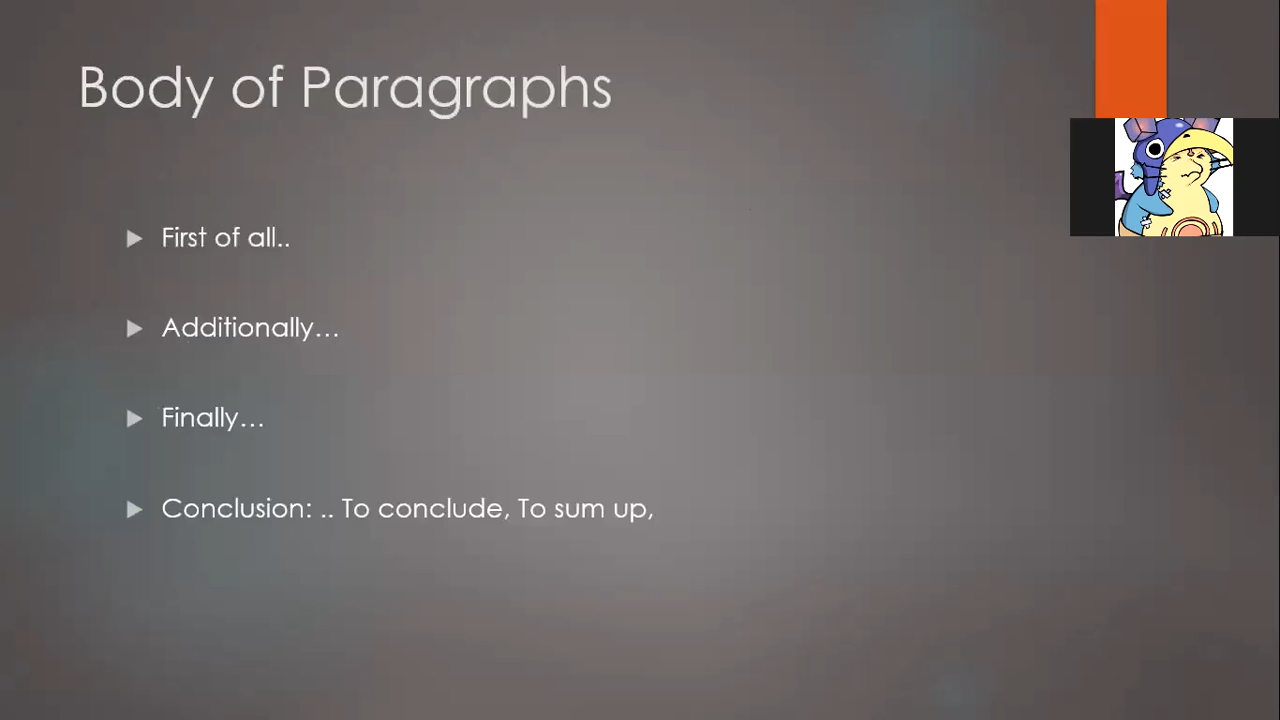 Body of Paragraphs
First of all..
Additionally…
Finally…
Conclusion: .. To conclude, To sum up,